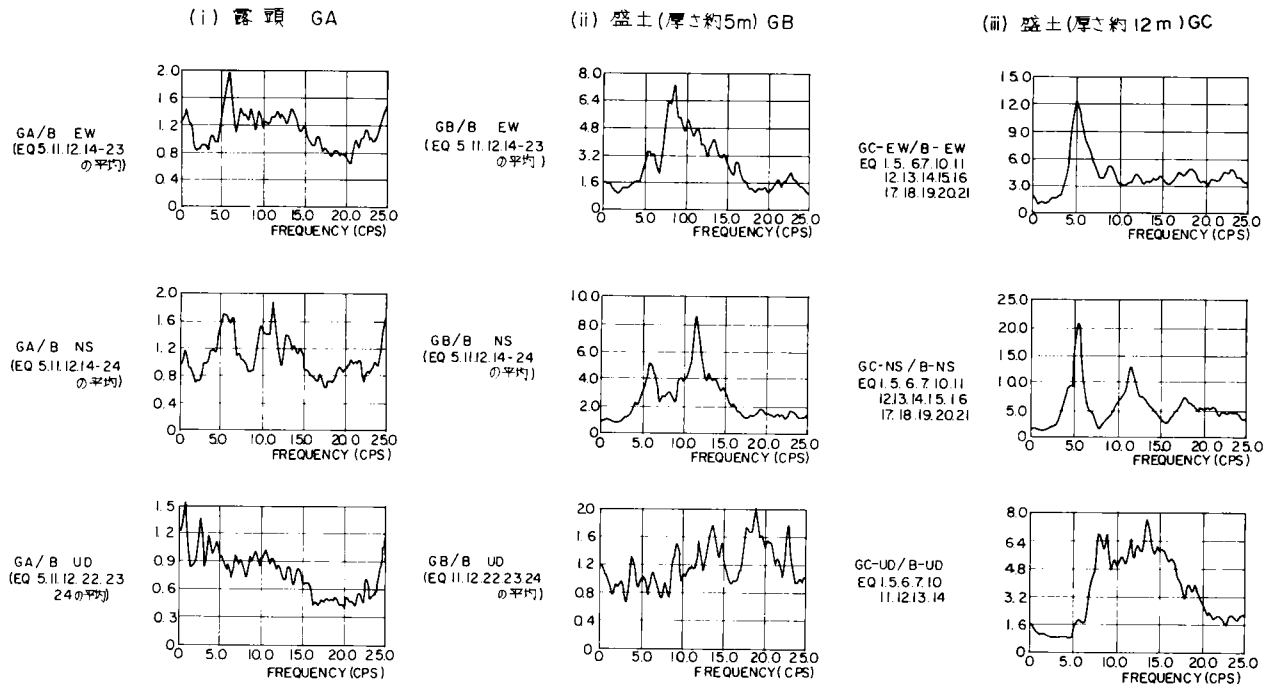 (i) 露頭 GA
(ii) 盛土(厚さ約5m) GB
(iii) 盛土(厚さ約12m) GC
GA/B EW
(EQ 5.11.12.14-23
の平均)
2.0
1.6
1.2
0.8
0.4
0
0 5.0 10.0 15.0 20.0 25.0
FREQUENCY (CPS)
GB/B EW
(EQ 5 11.12.14-23
の平均)
8.0
6.4
4.8
3.2
1.6
0
0 5.0 10.0 15.0 20.0 25.0
FREQUENCY (CPS)
GC-EW/B-EW
EQ 1.5. 6.7.10.11
12.13.14.15.16
17.18.19.20.21
15.0
12.0
9.0
6.0
3.0
0
0 5.0 10.0 15.0 20.0 25.0
FREQUENCY (CPS)
GA/B NS
(EQ 5.11.12.14-24
の平均)
2.0
1.6
1.2
0.8
0.4
0
0 5.0 10.0 15.0 20.0 25.0
FREQUENCY (CPS)
GB/B NS
(EQ 5.11.12.14-24
の平均)
10.0
8.0
6.0
4.0
2.0
0
0 5.0 10.0 15.0 20.0 25.0
FREQUENCY (CPS)
GC-NS/B-NS
EQ 1.5.6.7.10.11
12.13.14.15.16
17.18.19.20.21
25.0
20.0
15.0
10.0
5.0
0
0 5.0 10.0 15.0 20.0 25.0
FREQUENCY (CPS)
GA/B UD
(EQ 5.11.12.22.23
24の平均)
1.5
1.2
0.9
0.6
0.3
0
0 5.0 10.0 15.0 20.0 25.0
FREQUENCY (CPS)
GB/B UD
(EQ 11.12.22.23.24
の平均)
2.0
1.6
1.2
0.8
0.4
0
0 5.0 10.0 15.0 20.0 25.0
FREQUENCY (CPS)
GC-UD/B-UD
EQ 1.5.6.7.10
11.12.13.14
8.0
6.4
4.8
3.2
1.6
0
0 5.0 10.0 15.0 20.0 25.0
FREQUENCY (CPS)